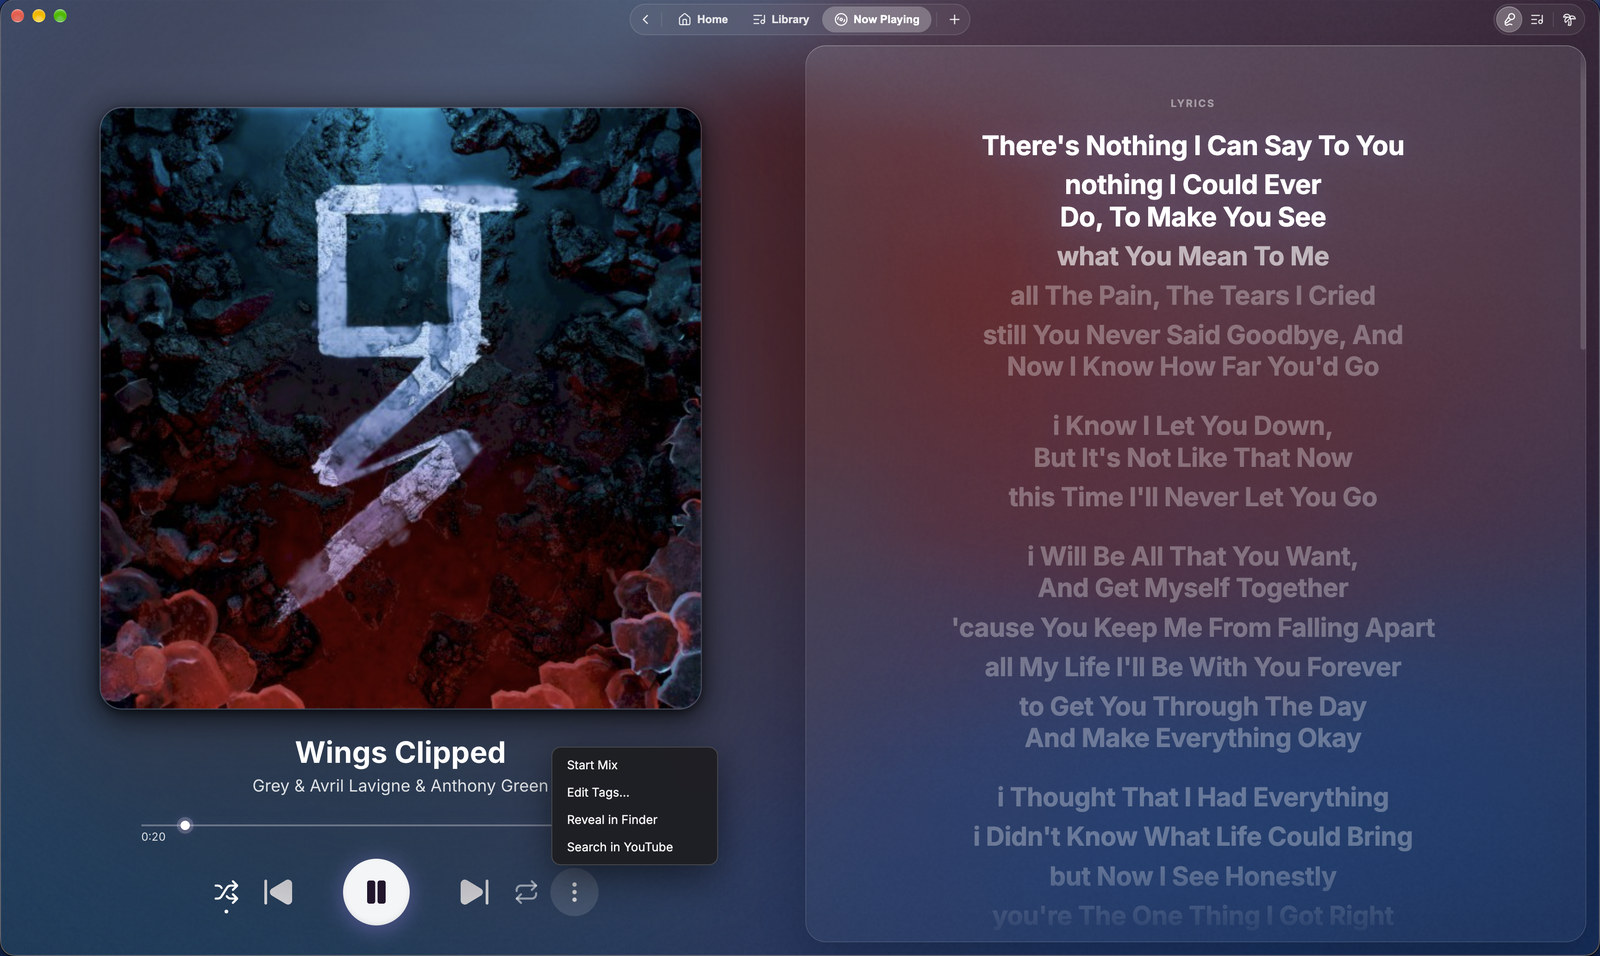 Home
Library
Now Playing
LYRICS
There's Nothing I Can Say To You
nothing I Could Ever
Do, To Make You See
what You Mean To Me
all The Pain, The Tears I Cried
still You Never Said Goodbye, And
Now I Know How Far You'd Go
i Know I Let You Down,
But It's Not Like That Now
this Time I'll Never Let You Go
i Will Be All That You Want,
And Get Myself Together
'cause You Keep Me From Falling Apart
all My Life I'll Be With You Forever
to Get You Through The Day
And Make Everything Okay
i Thought That I Had Everything
i Didn't Know What Life Could Bring
but Now I See Honestly
you're The One Thing I Got Right
Wings Clipped
Grey & Avril Lavigne & Anthony Green
0:20
Start Mix
Edit Tags...
Reveal in Finder
Search in YouTube